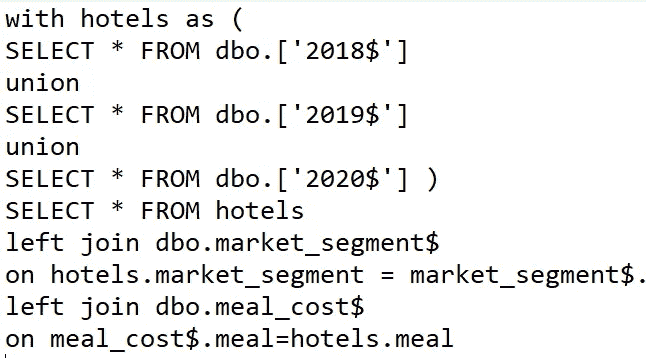 with hotels as (
SELECT * FROM dbo.['2018$']
union
SELECT * FROM dbo.['2019$']
union
SELECT * FROM dbo.['2020$'] )
SELECT * FROM hotels
left join dbo.market_segment$
on hotels.market_segment = market_segment$.
left join dbo.meal_cost$
on meal_cost$.meal=hotels.meal